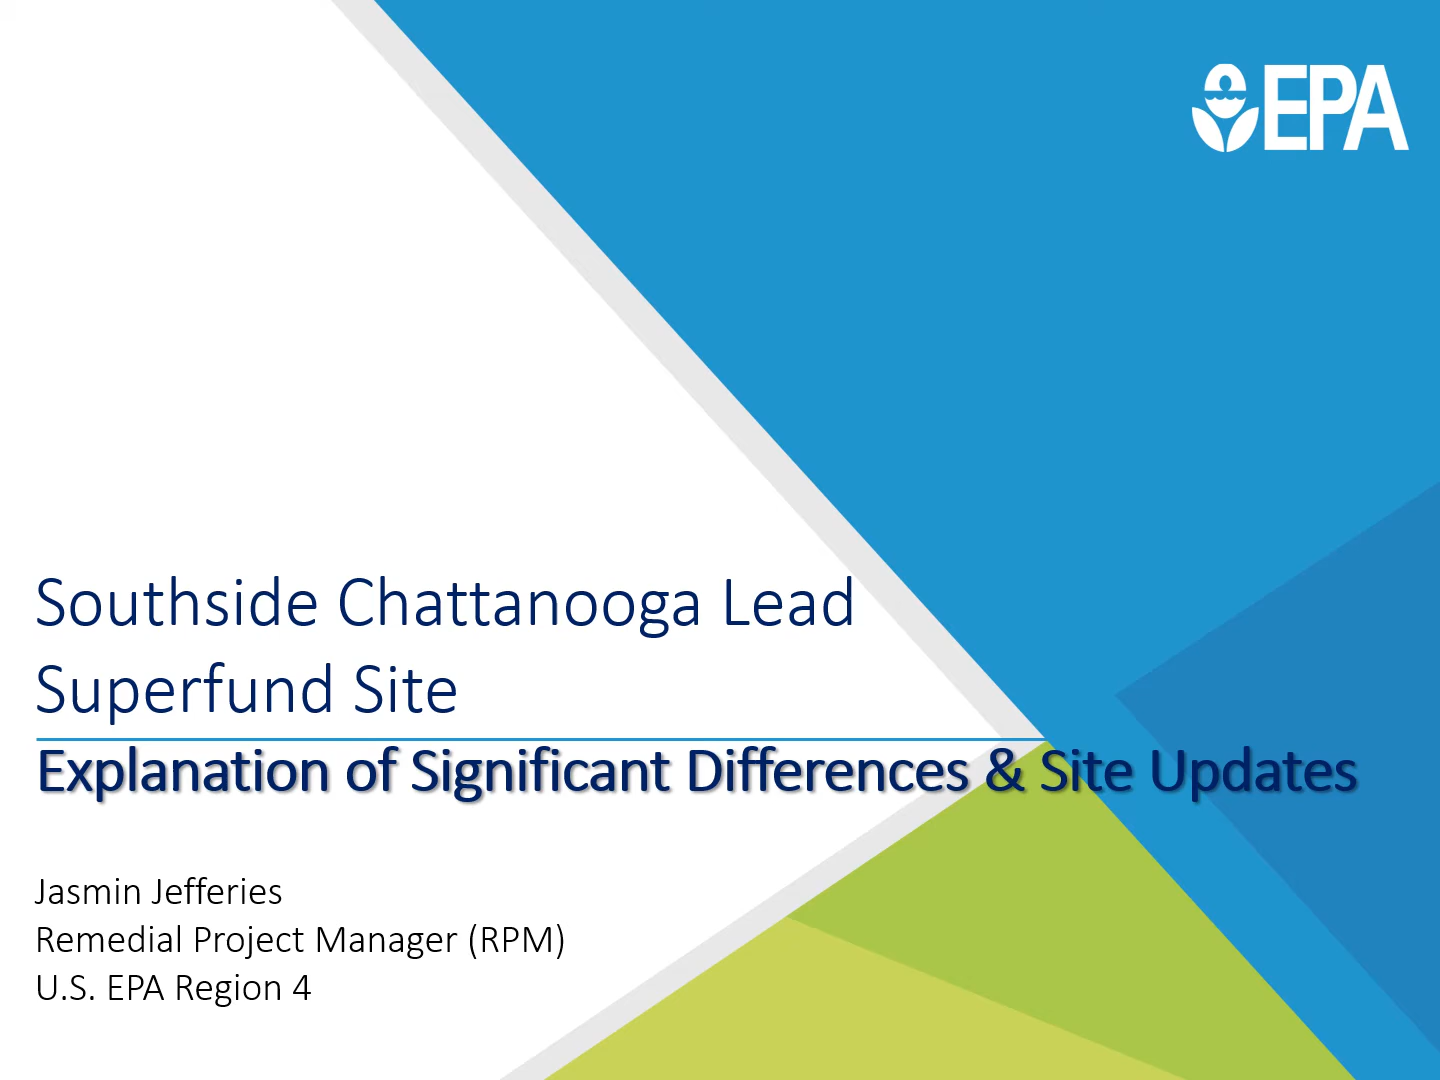 EPA
Southside Chattanooga Lead
Superfund Site
Explanation of Significant Differences & Site Updates
Jasmin Jefferies
Remedial Project Manager (RPM)
U.S. EPA Region 4